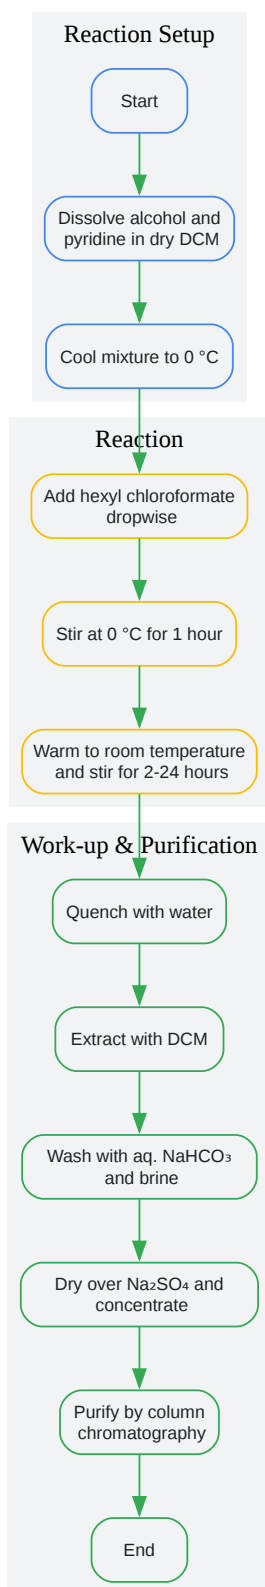 Reaction Setup
Start
Dissolve alcohol and
pyridine in dry DCM
Cool mixture to 0 °C
Reaction
Add hexyl chloroformate
dropwise
Stir at 0 °C for 1 hour
Warm to room temperature
and stir for 2-24 hours
Work-up & Purification
Quench with water
Extract with DCM
Wash with aq. NaHCO₃
and brine
Dry over Na₂SO₄ and
concentrate
Purify by column
chromatography
End